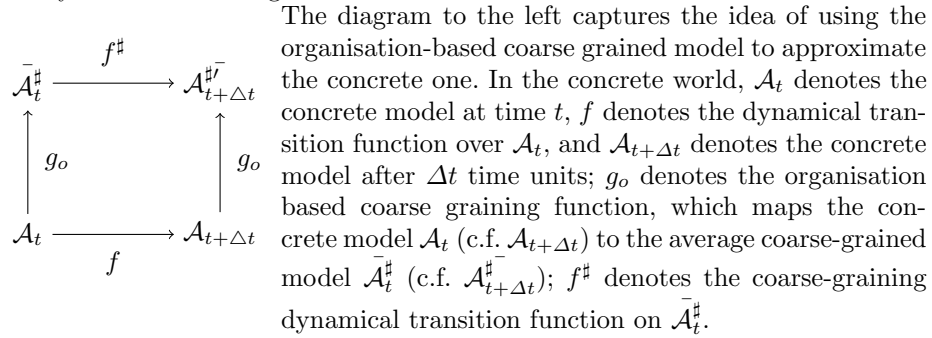 The diagram to the left captures the idea of using the
organisation-based coarse grained model to approximate
the concrete one. In the concrete world, 𝒜_t denotes the
concrete model at time t, f denotes the dynamical tran-
sition function over 𝒜_t, and 𝒜_{t+Δt} denotes the concrete
model after Δt time units; g_o denotes the organisation
based coarse graining function, which maps the con-
crete model 𝒜_t (c.f. 𝒜_{t+Δt}) to the average coarse-grained
model 𝒜̄_t^♯ (c.f. 𝒜̄_{t+Δt}^♯); f^♯ denotes the coarse-graining
dynamical transition function on 𝒜̄_t^♯.
f^♯
𝒜̄_t^♯ 𝒜̄_{t+△t}^{♯′}
g_o g_o
𝒜_t 𝒜_{t+△t}
f